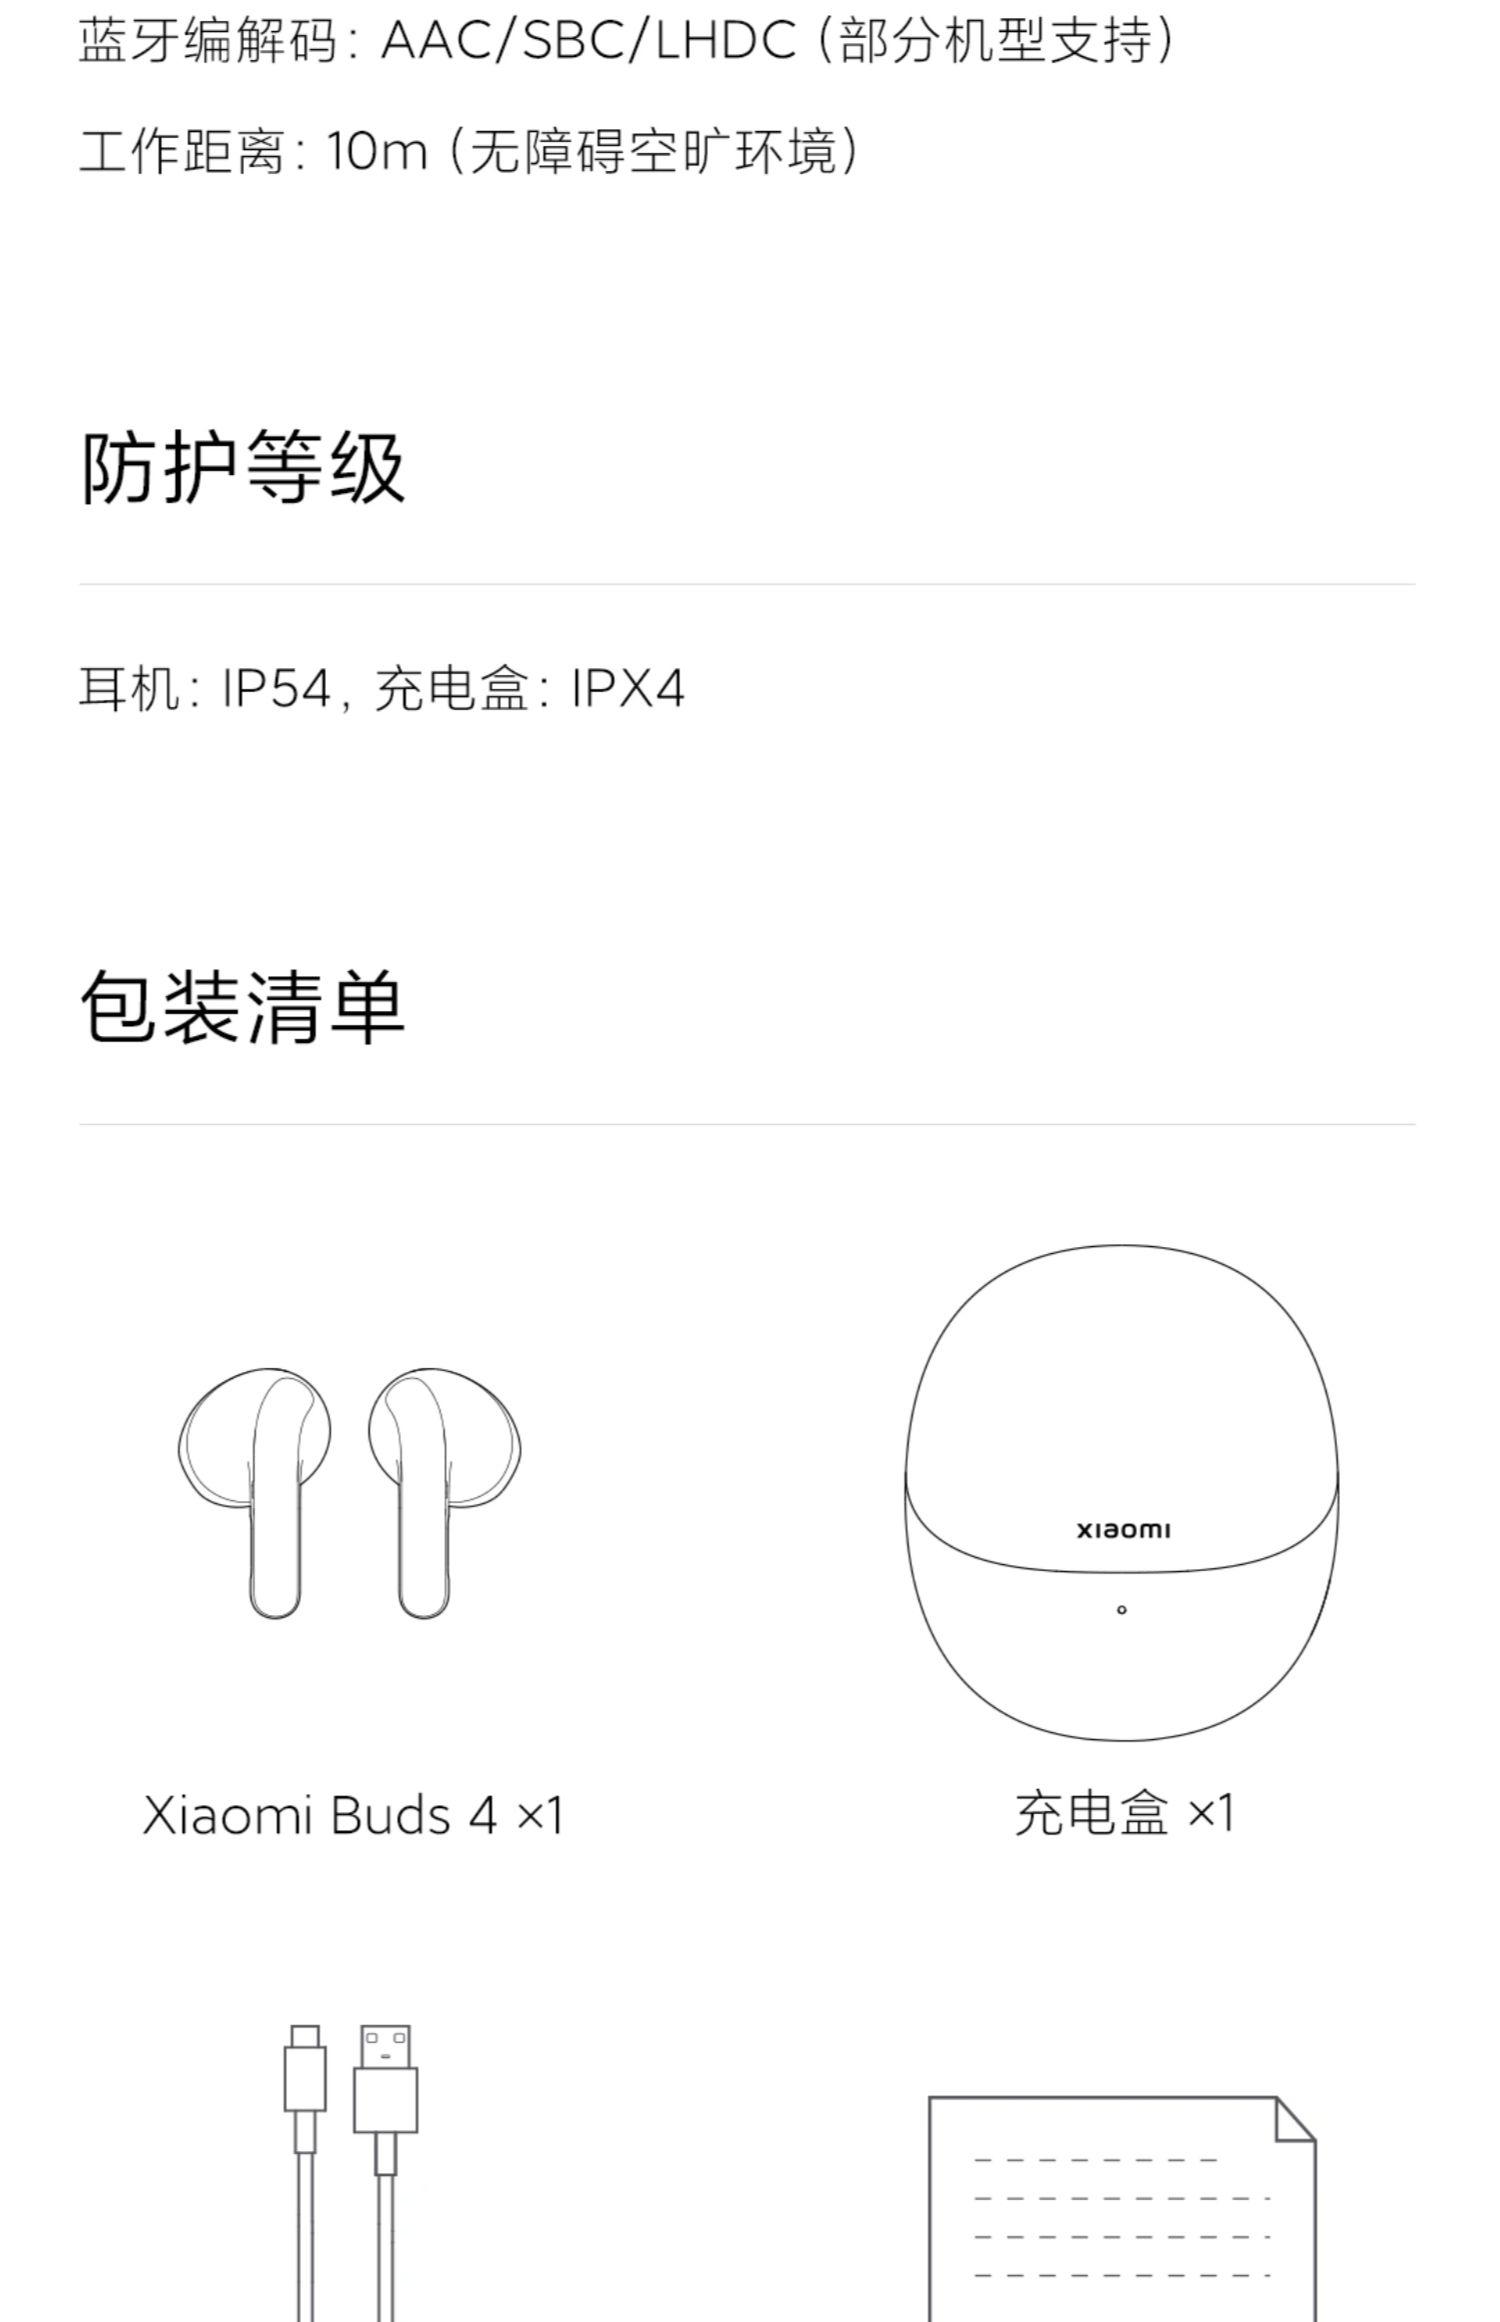 蓝牙编解码: AAC/SBC/LHDC (部分机型支持)
工作距离: 10m (无障碍空旷环境)
防护等级
耳机: IP54, 充电盒: IPX4
包装清单
xiaomi
Xiaomi Buds 4 ×1
充电盒 ×1